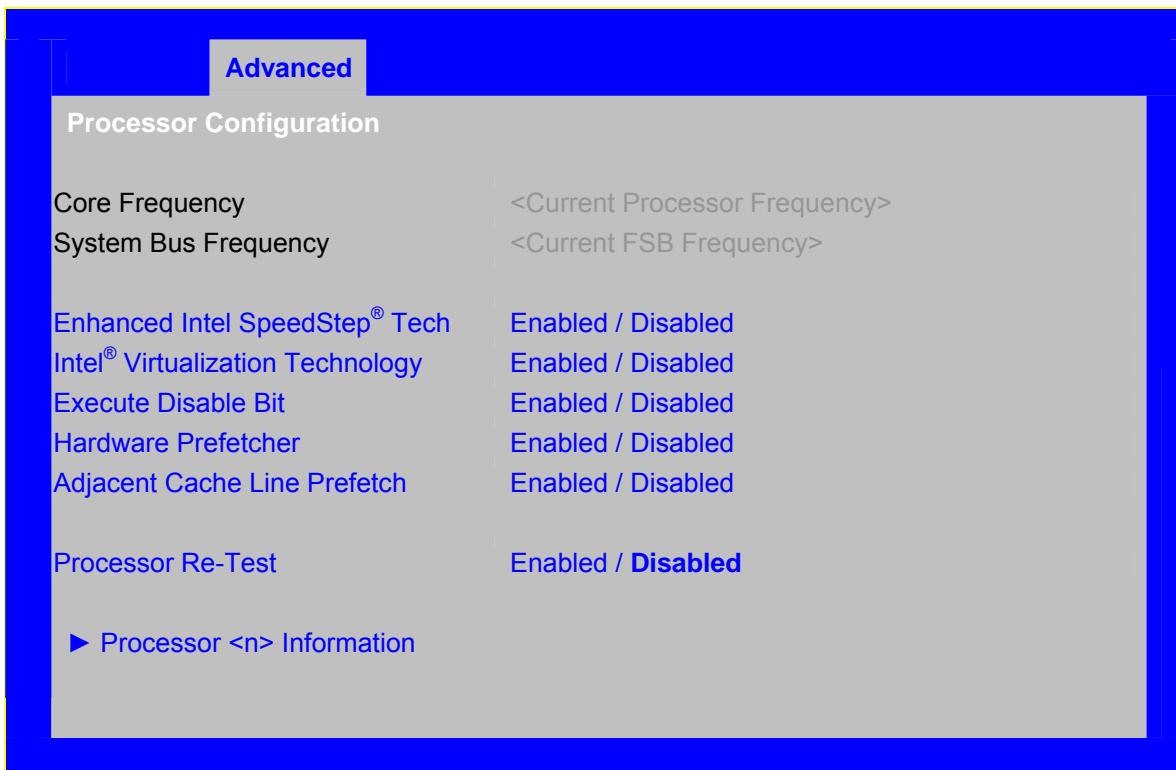 Advanced
Processor Configuration
Core Frequency <Current Processor Frequency>
System Bus Frequency <Current FSB Frequency>
Enhanced Intel SpeedStep® Tech Enabled / Disabled
Intel® Virtualization Technology Enabled / Disabled
Execute Disable Bit Enabled / Disabled
Hardware Prefetcher Enabled / Disabled
Adjacent Cache Line Prefetch Enabled / Disabled
Processor Re-Test Enabled / Disabled
► Processor <n> Information